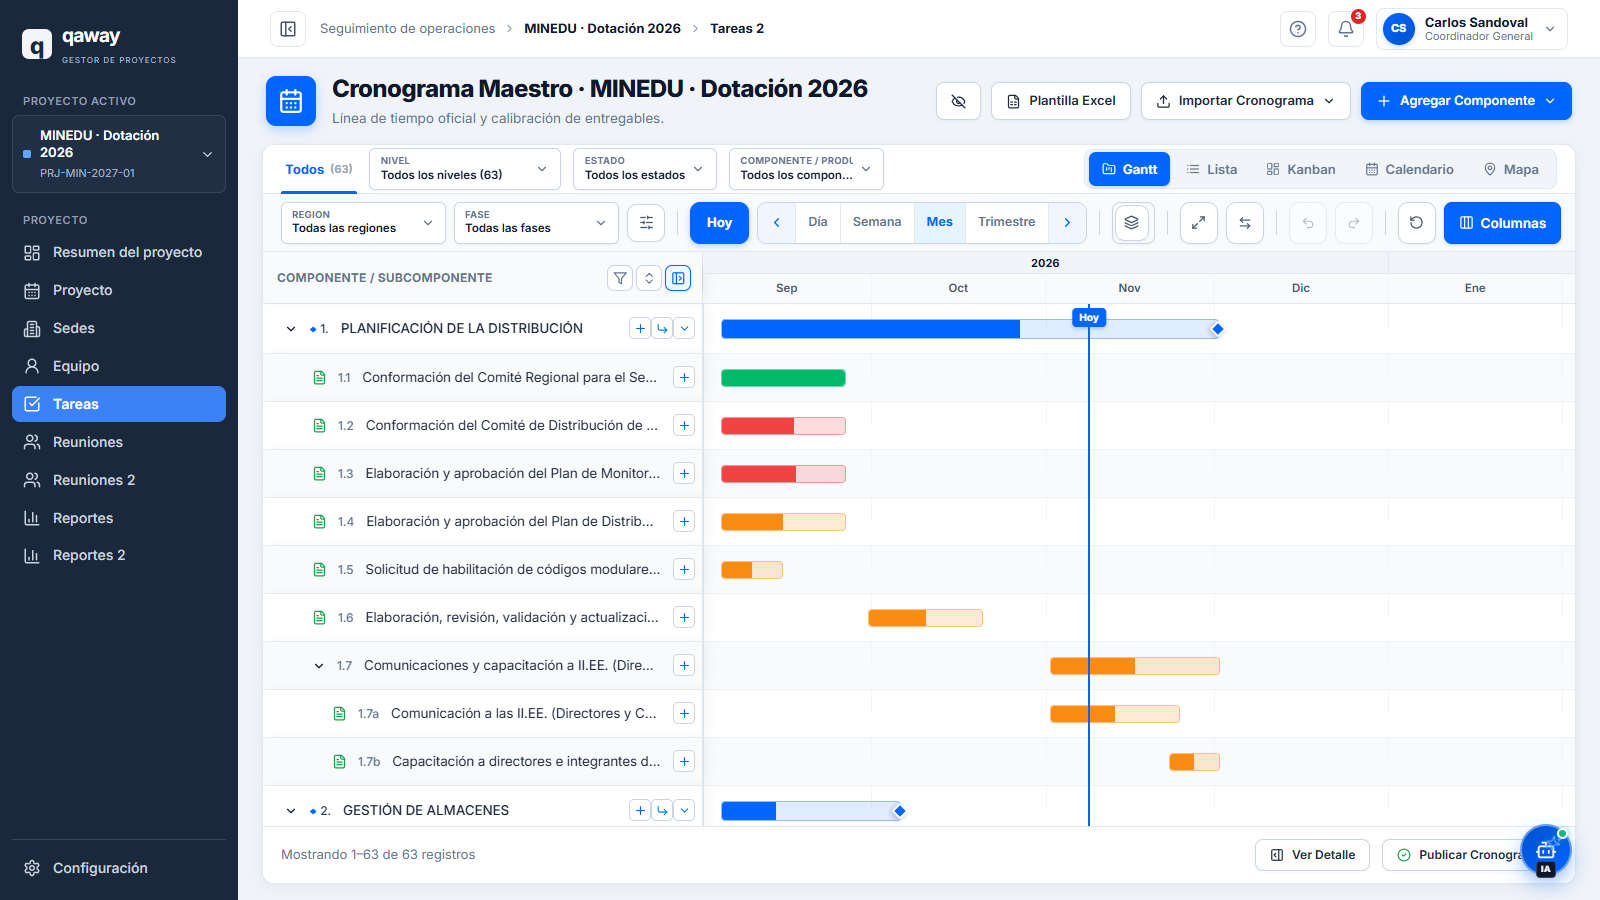 qaway
GESTOR DE PROYECTOS
PROYECTO ACTIVO
MINEDU · Dotación 2026
PRJ-MIN-2027-01
PROYECTO
Resumen del proyecto
Proyecto
Sedes
Equipo
Tareas
Reuniones
Reuniones 2
Reportes
Reportes 2
Configuración
Seguimiento de operaciones > MINEDU · Dotación 2026 > Tareas 2
3
CS
Carlos Sandoval
Coordinador General
Cronograma Maestro · MINEDU · Dotación 2026
Línea de tiempo oficial y calibración de entregables.
Plantilla Excel
Importar Cronograma
Agregar Componente
Todos (63)
NIVEL
Todos los niveles (63)
ESTADO
Todos los estados
COMPONENTE / PRODU
Todos los compon...
Gantt
Lista
Kanban
Calendario
Mapa
REGION
Todas las regiones
FASE
Todas las fases
Hoy
Día
Semana
Mes
Trimestre
Columnas
COMPONENTE / SUBCOMPONENTE
2026
Sep Oct Nov Dic Ene
Hoy
1. PLANIFICACIÓN DE LA DISTRIBUCIÓN
1.1 Conformación del Comité Regional para el Se...
1.2 Conformación del Comité de Distribución de ...
1.3 Elaboración y aprobación del Plan de Monitor...
1.4 Elaboración y aprobación del Plan de Distrib...
1.5 Solicitud de habilitación de códigos modulare...
1.6 Elaboración, revisión, validación y actualizaci...
1.7 Comunicaciones y capacitación a II.EE. (Dire...
1.7a Comunicación a las II.EE. (Directores y C...
1.7b Capacitación a directores e integrantes d...
2. GESTIÓN DE ALMACENES
Mostrando 1–63 de 63 registros
Ver Detalle
Publicar Cronogra
IA